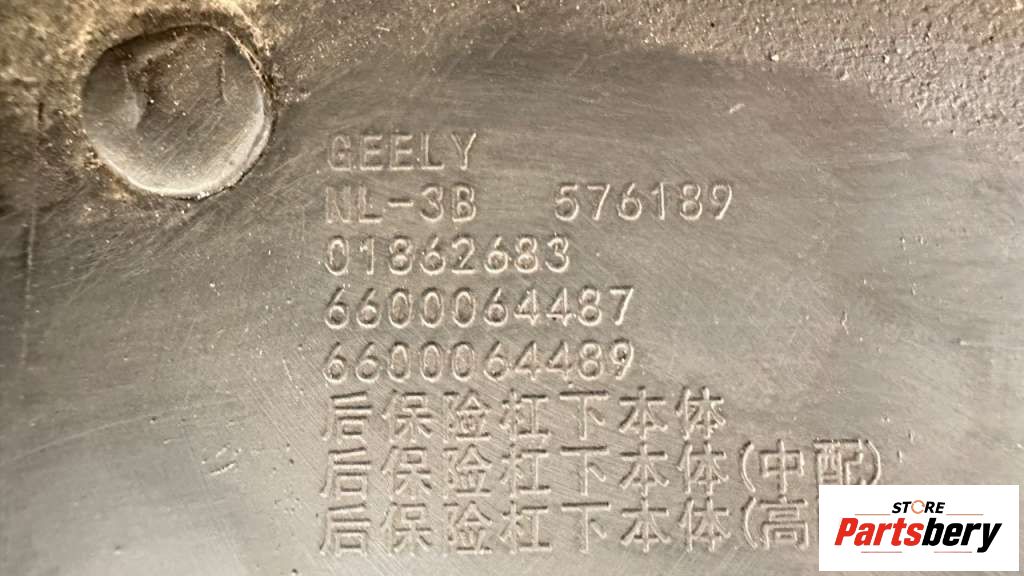 GEELY
NL-3B 576189
01862683
6600064487
6600064489
后保险杠下本体
后保险杠下本体(中配)
后保险杠下本体(高
STORE
Partsbery